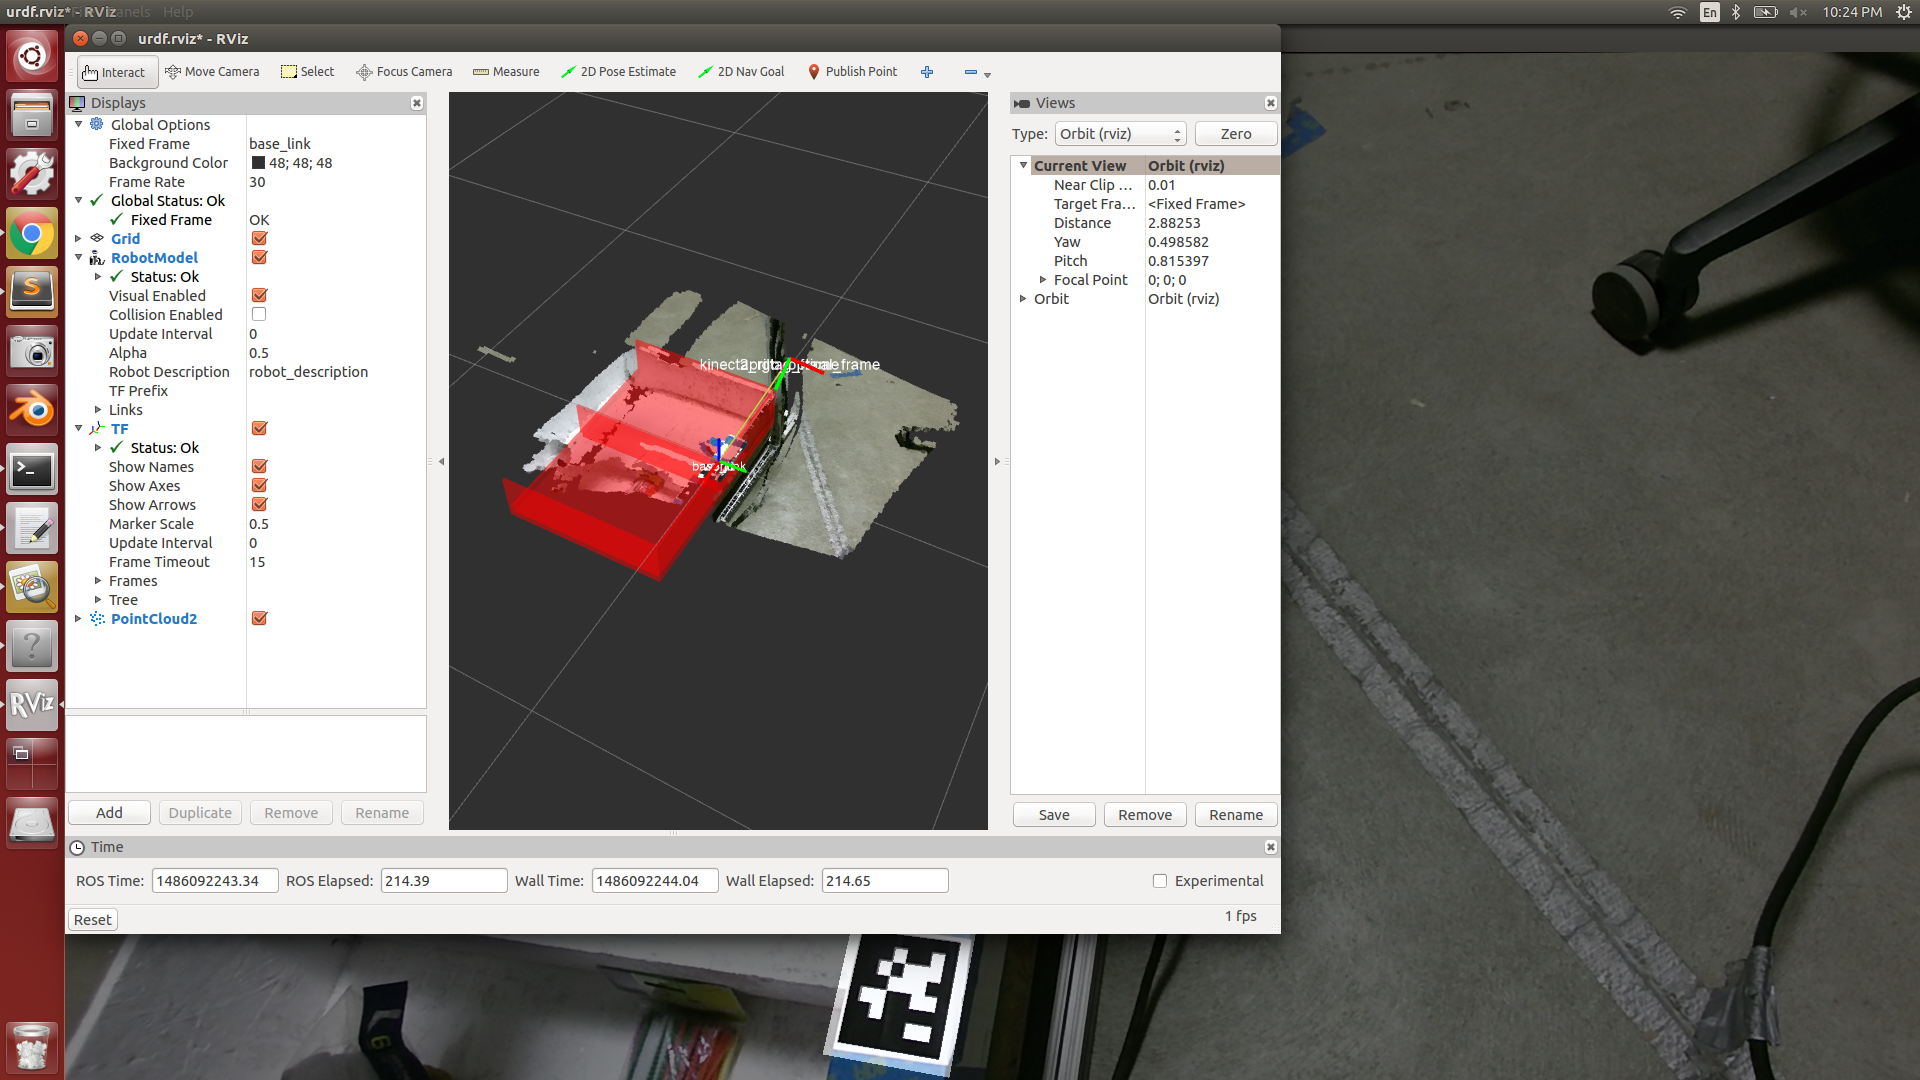 urdf.rviz* - RViz
Help
En
10:24 PM
urdf.rviz* - RViz
Interact
Move Camera
Select
Focus Camera
Measure
2D Pose Estimate
2D Nav Goal
Publish Point
Displays
Global Options
Fixed Frame base_link
Background Color 48; 48; 48
Frame Rate 30
Global Status: Ok
Fixed Frame OK
Grid
RobotModel
Status: Ok
Visual Enabled
Collision Enabled
Update Interval 0
Alpha 0.5
Robot Description robot_description
TF Prefix
Links
TF
Status: Ok
Show Names
Show Axes
Show Arrows
Marker Scale 0.5
Update Interval 0
Frame Timeout 15
Frames
Tree
PointCloud2
Add
Duplicate
Remove
Rename
Views
Type: Orbit (rviz) Zero
Current View Orbit (rviz)
Near Clip ... 0.01
Target Fra... <Fixed Frame>
Distance 2.88253
Yaw 0.498582
Pitch 0.815397
Focal Point 0; 0; 0
Orbit Orbit (rviz)
Save
Remove
Rename
Time
ROS Time: 1486092243.34 ROS Elapsed: 214.39 Wall Time: 1486092244.04 Wall Elapsed: 214.65 Experimental
Reset
1 fps
RViz